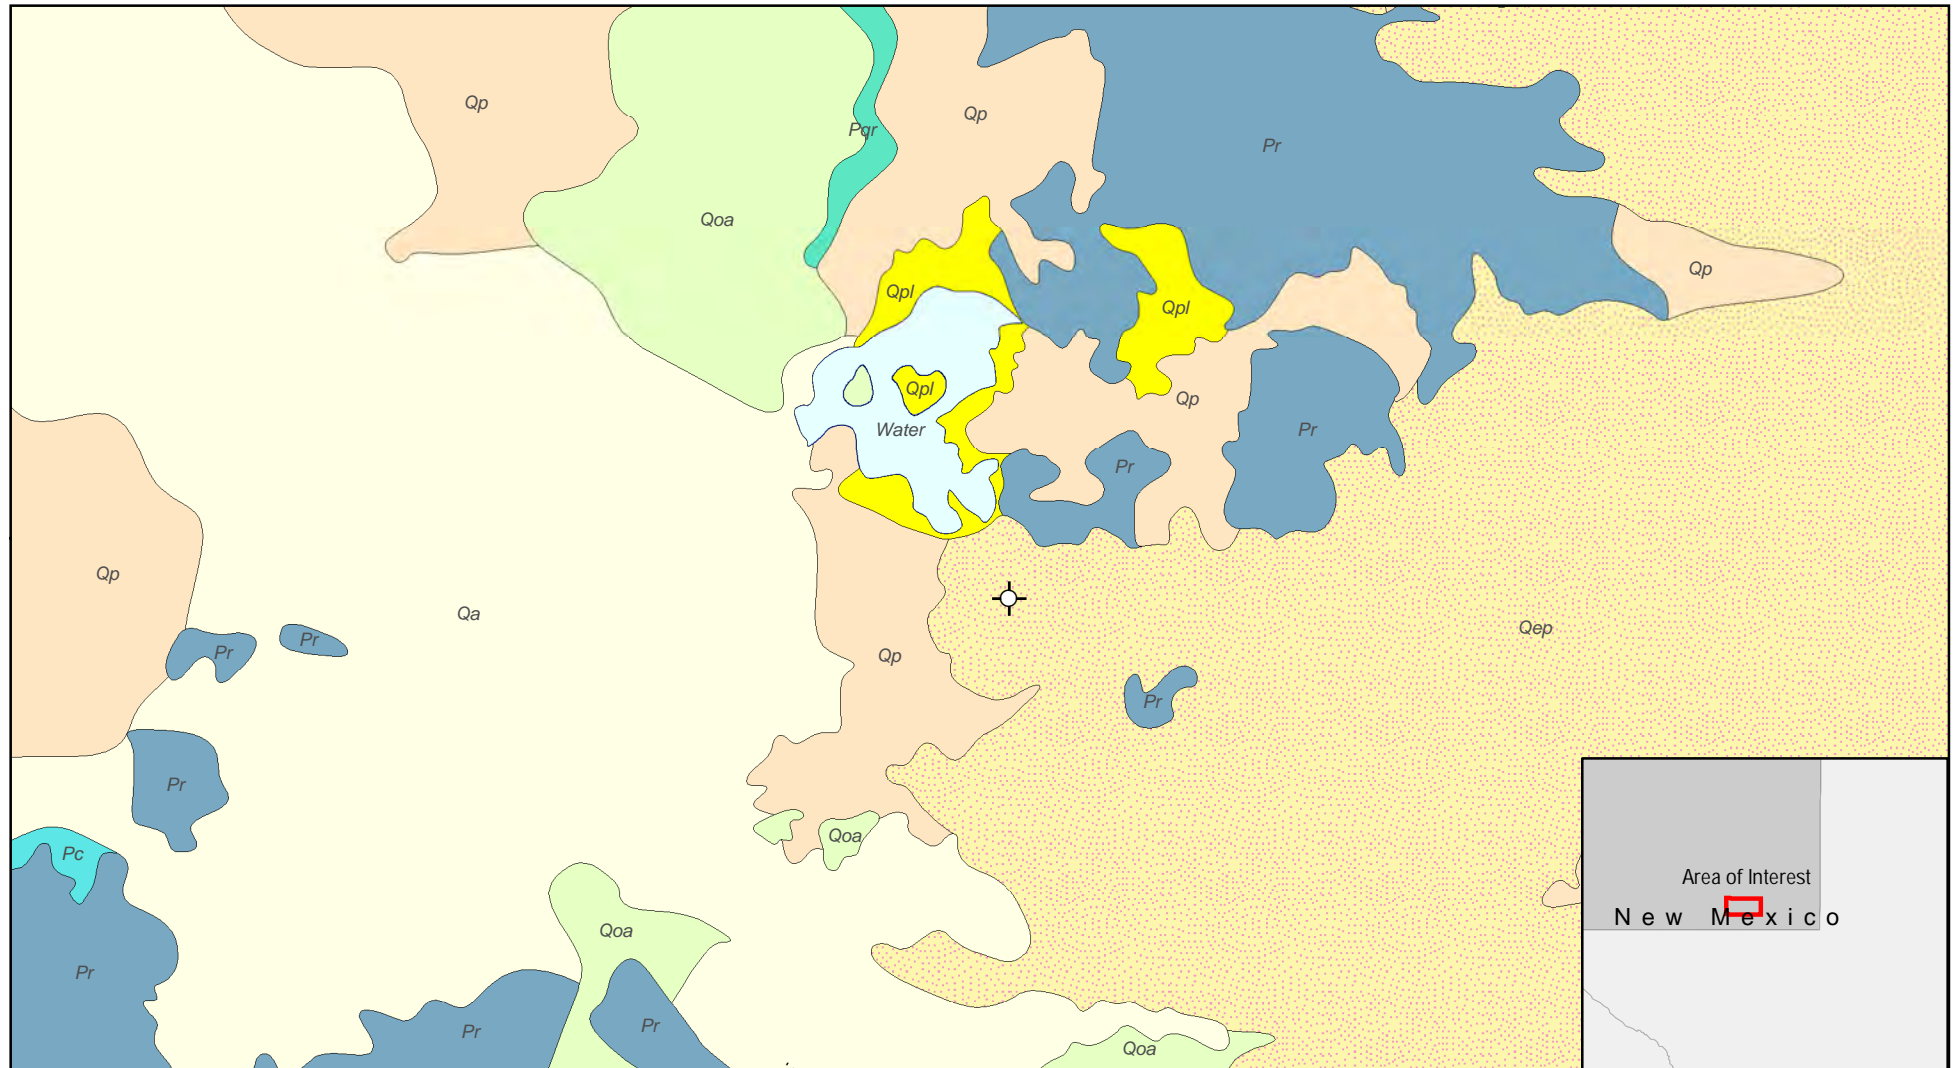 Qp
Qp
Pqr
Pr
Qoa
Qp
Qpl
Qpl
Qpl
Qp
Water
Pr
Pr
Qp
Qa
Qep
Pr
Pr
Qp
Pr
Pr
Qoa
Pc
Area of Interest
New Mexico
Qoa
Pr
Pr
Pr
Qoa